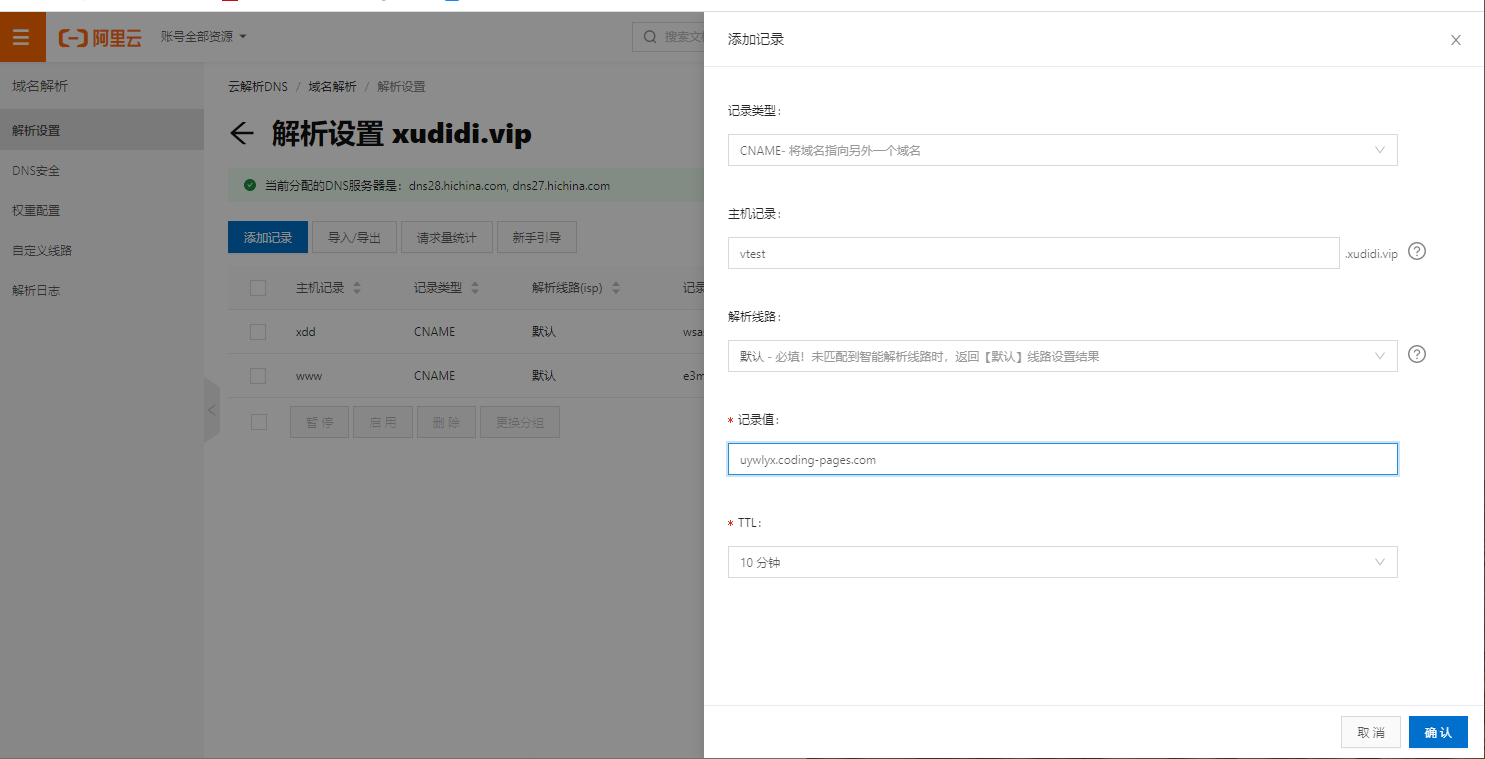 阿里云
账号全部资源
搜索文
域名解析
解析设置
DNS安全
权重配置
自定义线路
解析日志
云解析DNS / 域名解析 / 解析设置
解析设置 xudidi.vip
当前分配的DNS服务器是：dns28.hichina.com, dns27.hichina.com
添加记录 导入/导出 请求量统计 新手引导
主机记录 记录类型 解析线路(isp) 记录
xdd CNAME 默认 wsa
www CNAME 默认 e3m
暂停 启用 删除 更换分组
添加记录
记录类型：
CNAME- 将域名指向另外一个域名
主机记录：
vtest .xudidi.vip
解析线路：
默认 - 必填！未匹配到智能解析线路时，返回【默认】线路设置结果
* 记录值：
uywlyx.coding-pages.com
* TTL：
10 分钟
取消 确认